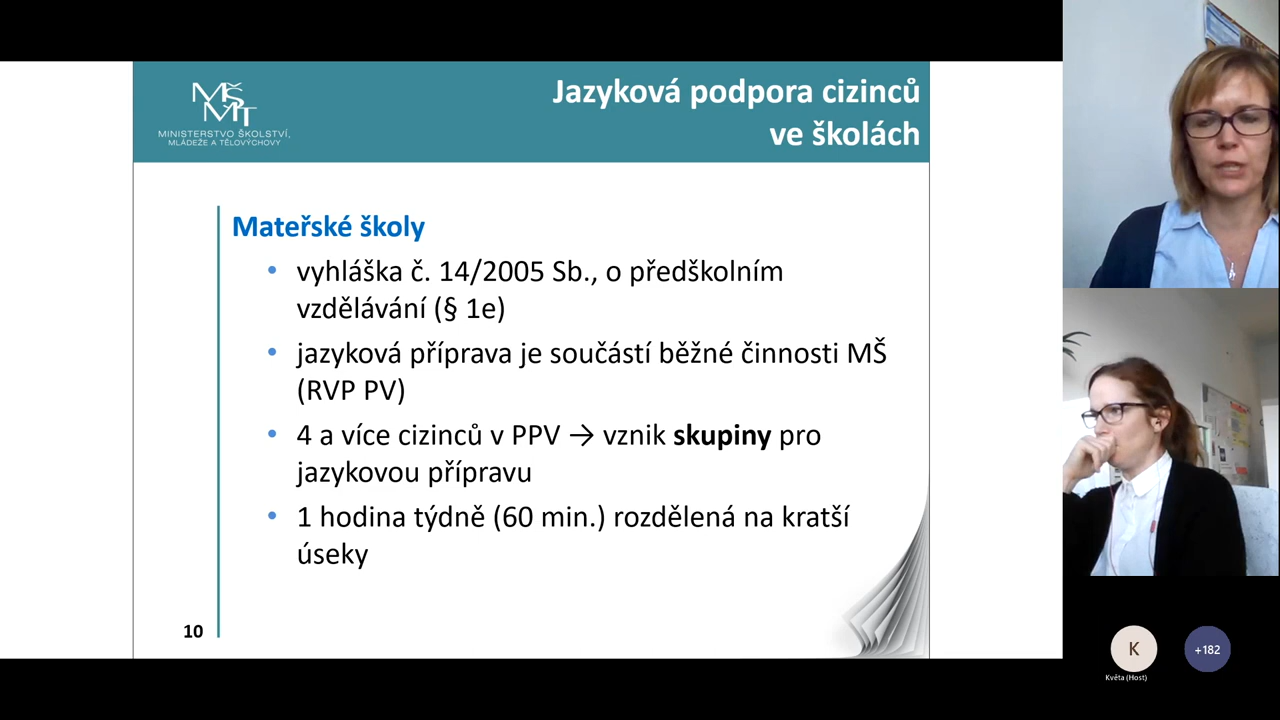 MŠMT
MINISTERSTVO ŠKOLSTVÍ,
MLÁDEŽE A TĚLOVÝCHOVY
Jazyková podpora cizinců
ve školách
Mateřské školy
• vyhláška č. 14/2005 Sb., o předškolním
vzdělávání (§ 1e)
• jazyková příprava je součástí běžné činnosti MŠ
(RVP PV)
• 4 a více cizinců v PPV → vznik skupiny pro
jazykovou přípravu
• 1 hodina týdně (60 min.) rozdělená na kratší
úseky
10
K
+182
Květa (Host)